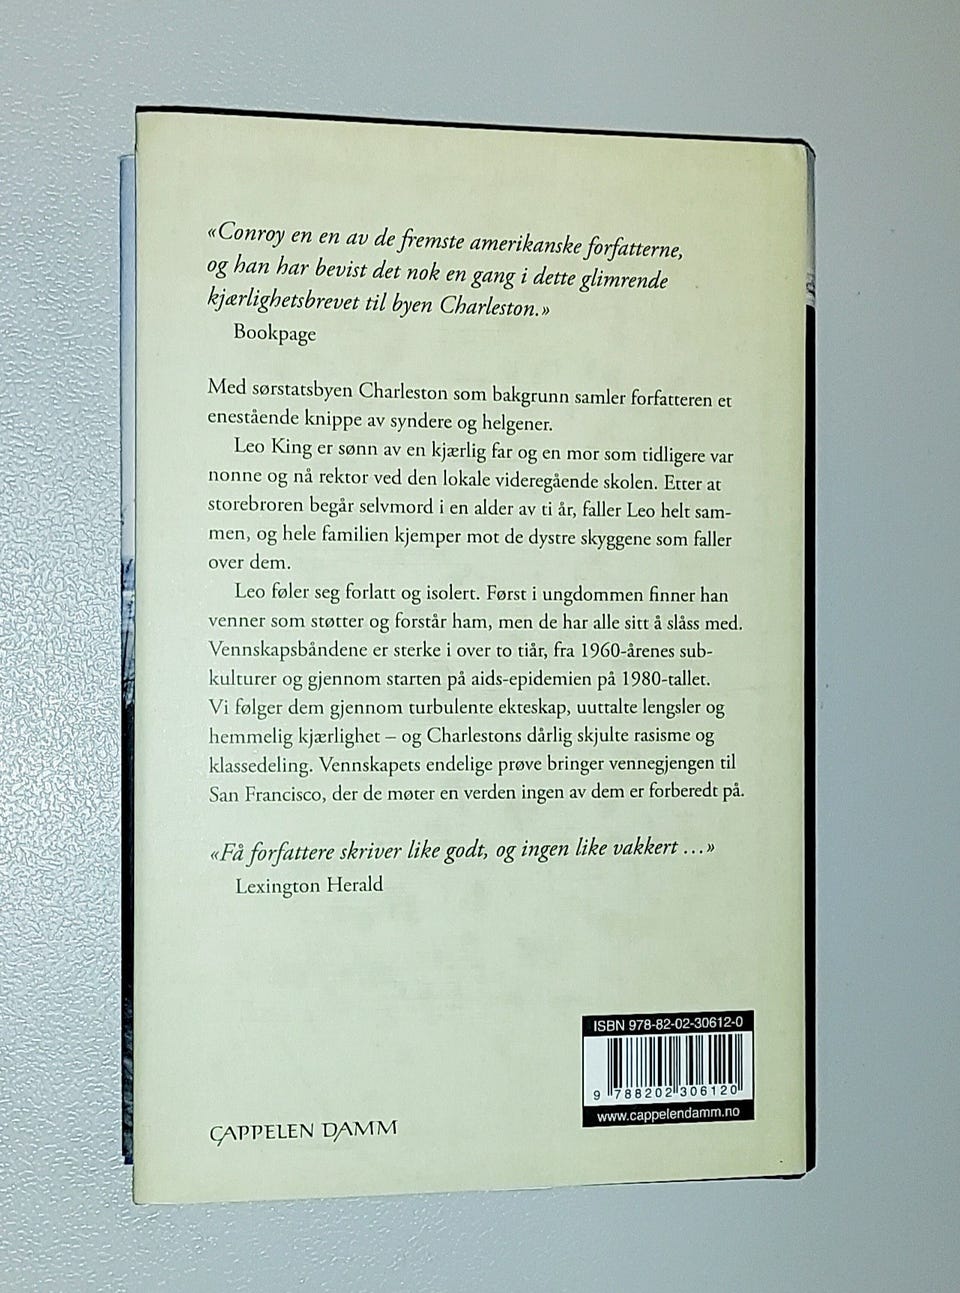 «Conroy en en av de fremste amerikanske forfatterne,
og han har bevist det nok en gang i dette glimrende
kjærlighetsbrevet til byen Charleston.»
Bookpage
Med sørstatsbyen Charleston som bakgrunn samler forfatteren et
enestående knippe av syndere og helgener.
Leo King er sønn av en kjærlig far og en mor som tidligere var
nonne og nå rektor ved den lokale videregående skolen. Etter at
storebroren begår selvmord i en alder av ti år, faller Leo helt sam-
men, og hele familien kjemper mot de dystre skyggene som faller
over dem.
Leo føler seg forlatt og isolert. Først i ungdommen finner han
venner som støtter og forstår ham, men de har alle sitt å slåss med.
Vennskapsbåndene er sterke i over to tiår, fra 1960-årenes sub-
kulturer og gjennom starten på aids-epidemien på 1980-tallet.
Vi følger dem gjennom turbulente ekteskap, uuttalte lengsler og
hemmelig kjærlighet – og Charlestons dårlig skjulte rasisme og
klassedeling. Vennskapets endelige prøve bringer vennegjengen til
San Francisco, der de møter en verden ingen av dem er forberedt på.
«Få forfattere skriver like godt, og ingen like vakkert ...»
Lexington Herald
ISBN 978-82-02-30612-0
9 788202 306120
www.cappelendamm.no
CAPPELEN DAMM